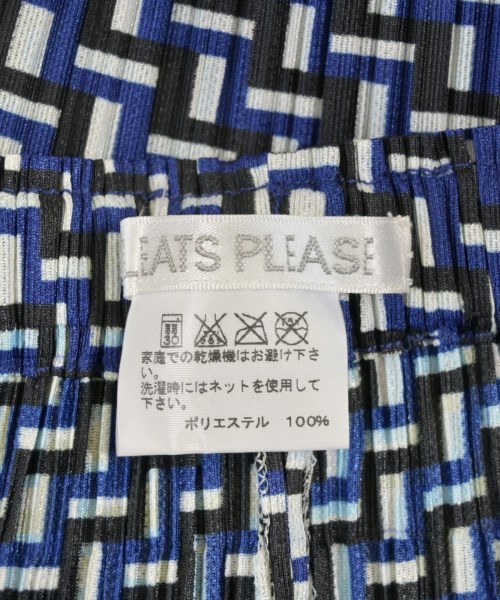 LEATS PLEASE
30
家庭での乾燥機はお避け下さ
い。
洗濯時にはネットを使用して
下さい。
ポリエステル 100%